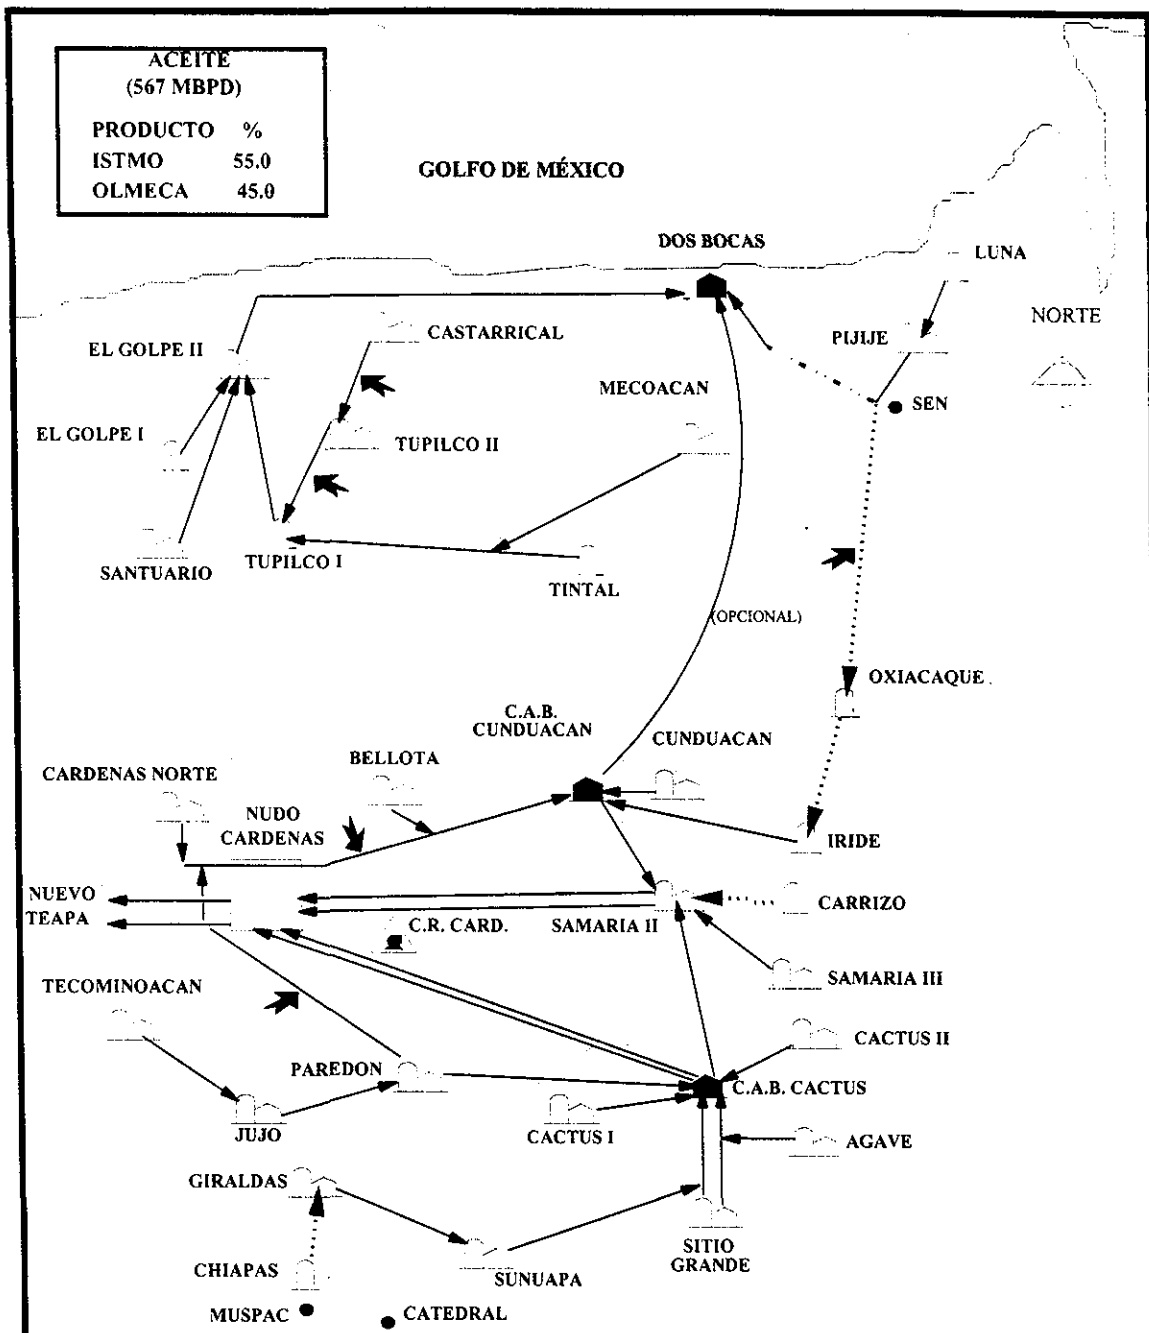 ACEITE
(567 MBPD)
PRODUCTO %
ISTMO 55.0
OLMECA 45.0
GOLFO DE MÉXICO
DOS BOCAS
LUNA
NORTE
PIJIJE
SEN
EL GOLPE II
CASTARRICAL
MECOACAN
EL GOLPE I
TUPILCO II
SANTUARIO
TUPILCO I
TINTAL
(OPCIONAL)
OXIACAQUE
C.A.B.
CUNDUACAN
CUNDUACAN
BELLOTA
CARDENAS NORTE
NUDO
CARDENAS
IRIDE
NUEVO
TEAPA
C.R. CARD.
SAMARIA II
CARRIZO
TECOMINOACAN
SAMARIA III
CACTUS II
PAREDON
C.A.B. CACTUS
JUJO
CACTUS I
AGAVE
GIRALDAS
SITIO
GRANDE
CHIAPAS
SUNUAPA
MUSPAC
CATEDRAL